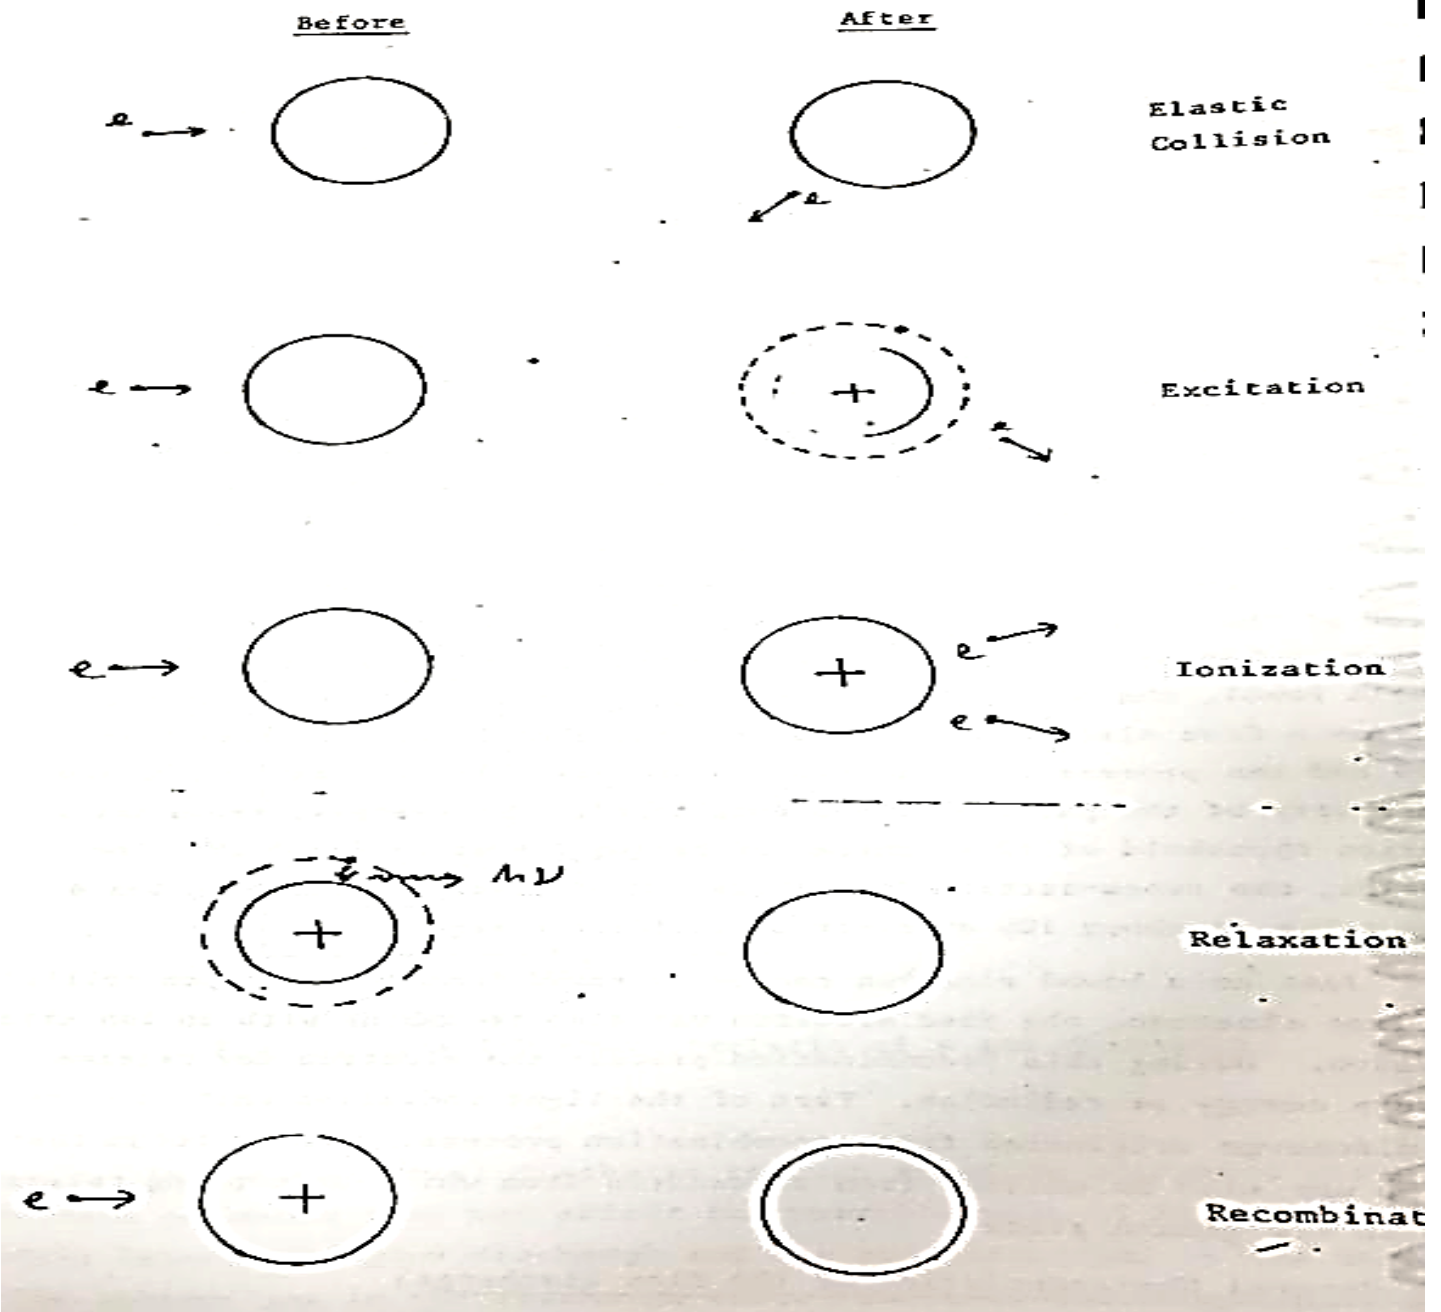 Before
After
e
e
Elastic
Collision
e
+
e
Excitation
e
+
e
e
Ionization
hν
+
Relaxation
e
+
Recombinat